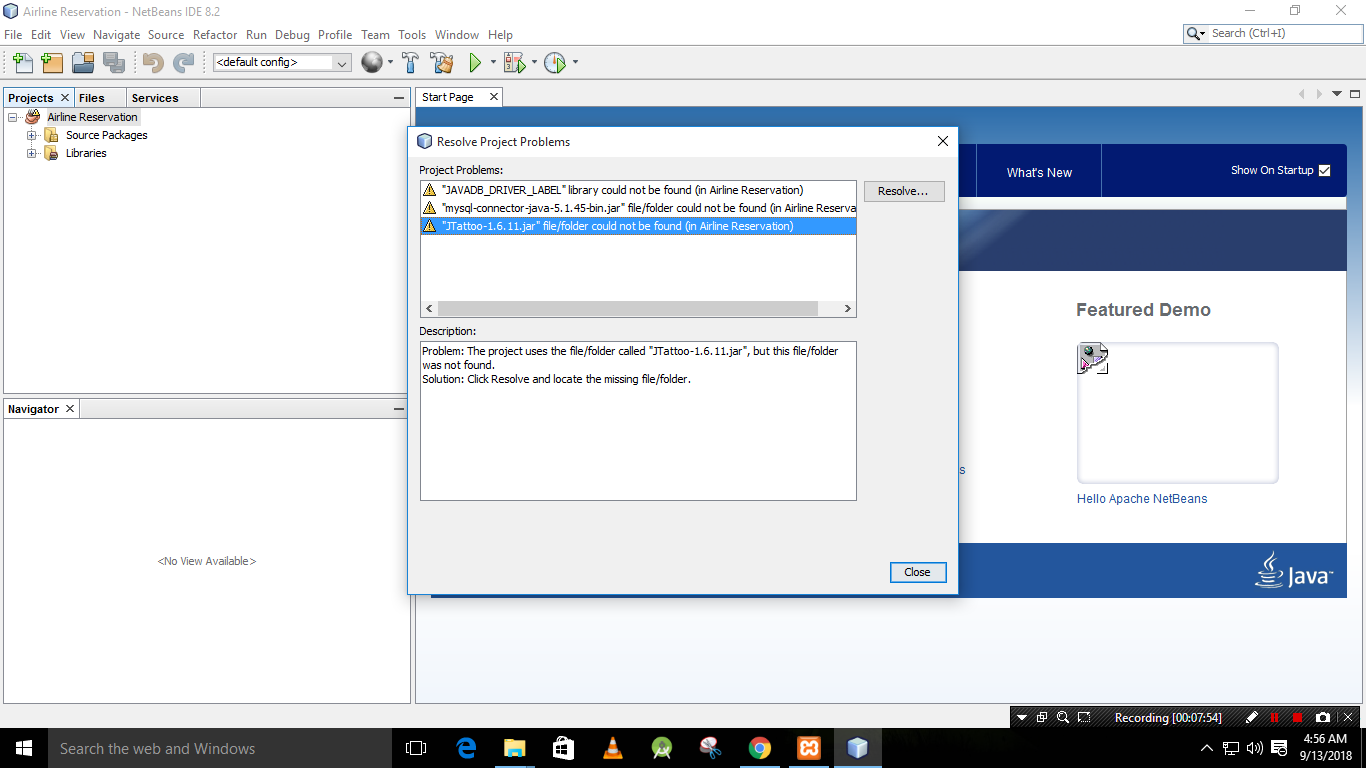 Airline Reservation - NetBeans IDE 8.2
File Edit View Navigate Source Refactor Run Debug Profile Team Tools Window Help
Search (Ctrl+I)
<default config>
Projects Files Services
Start Page
Airline Reservation
Source Packages
Libraries
Resolve Project Problems
Project Problems:
"JAVADB_DRIVER_LABEL" library could not be found (in Airline Reservation)
"mysql-connector-java-5.1.45-bin.jar" file/folder could not be found (in Airline Reserva
"JTattoo-1.6.11.jar" file/folder could not be found (in Airline Reservation)
Resolve...
Description:
Problem: The project uses the file/folder called "JTattoo-1.6.11.jar", but this file/folder
was not found.
Solution: Click Resolve and locate the missing file/folder.
Close
What's New
Show On Startup
Featured Demo
s
Hello Apache NetBeans
Java™
Navigator
<No View Available>
Recording [00:07:54]
Search the web and Windows
4:56 AM
9/13/2018